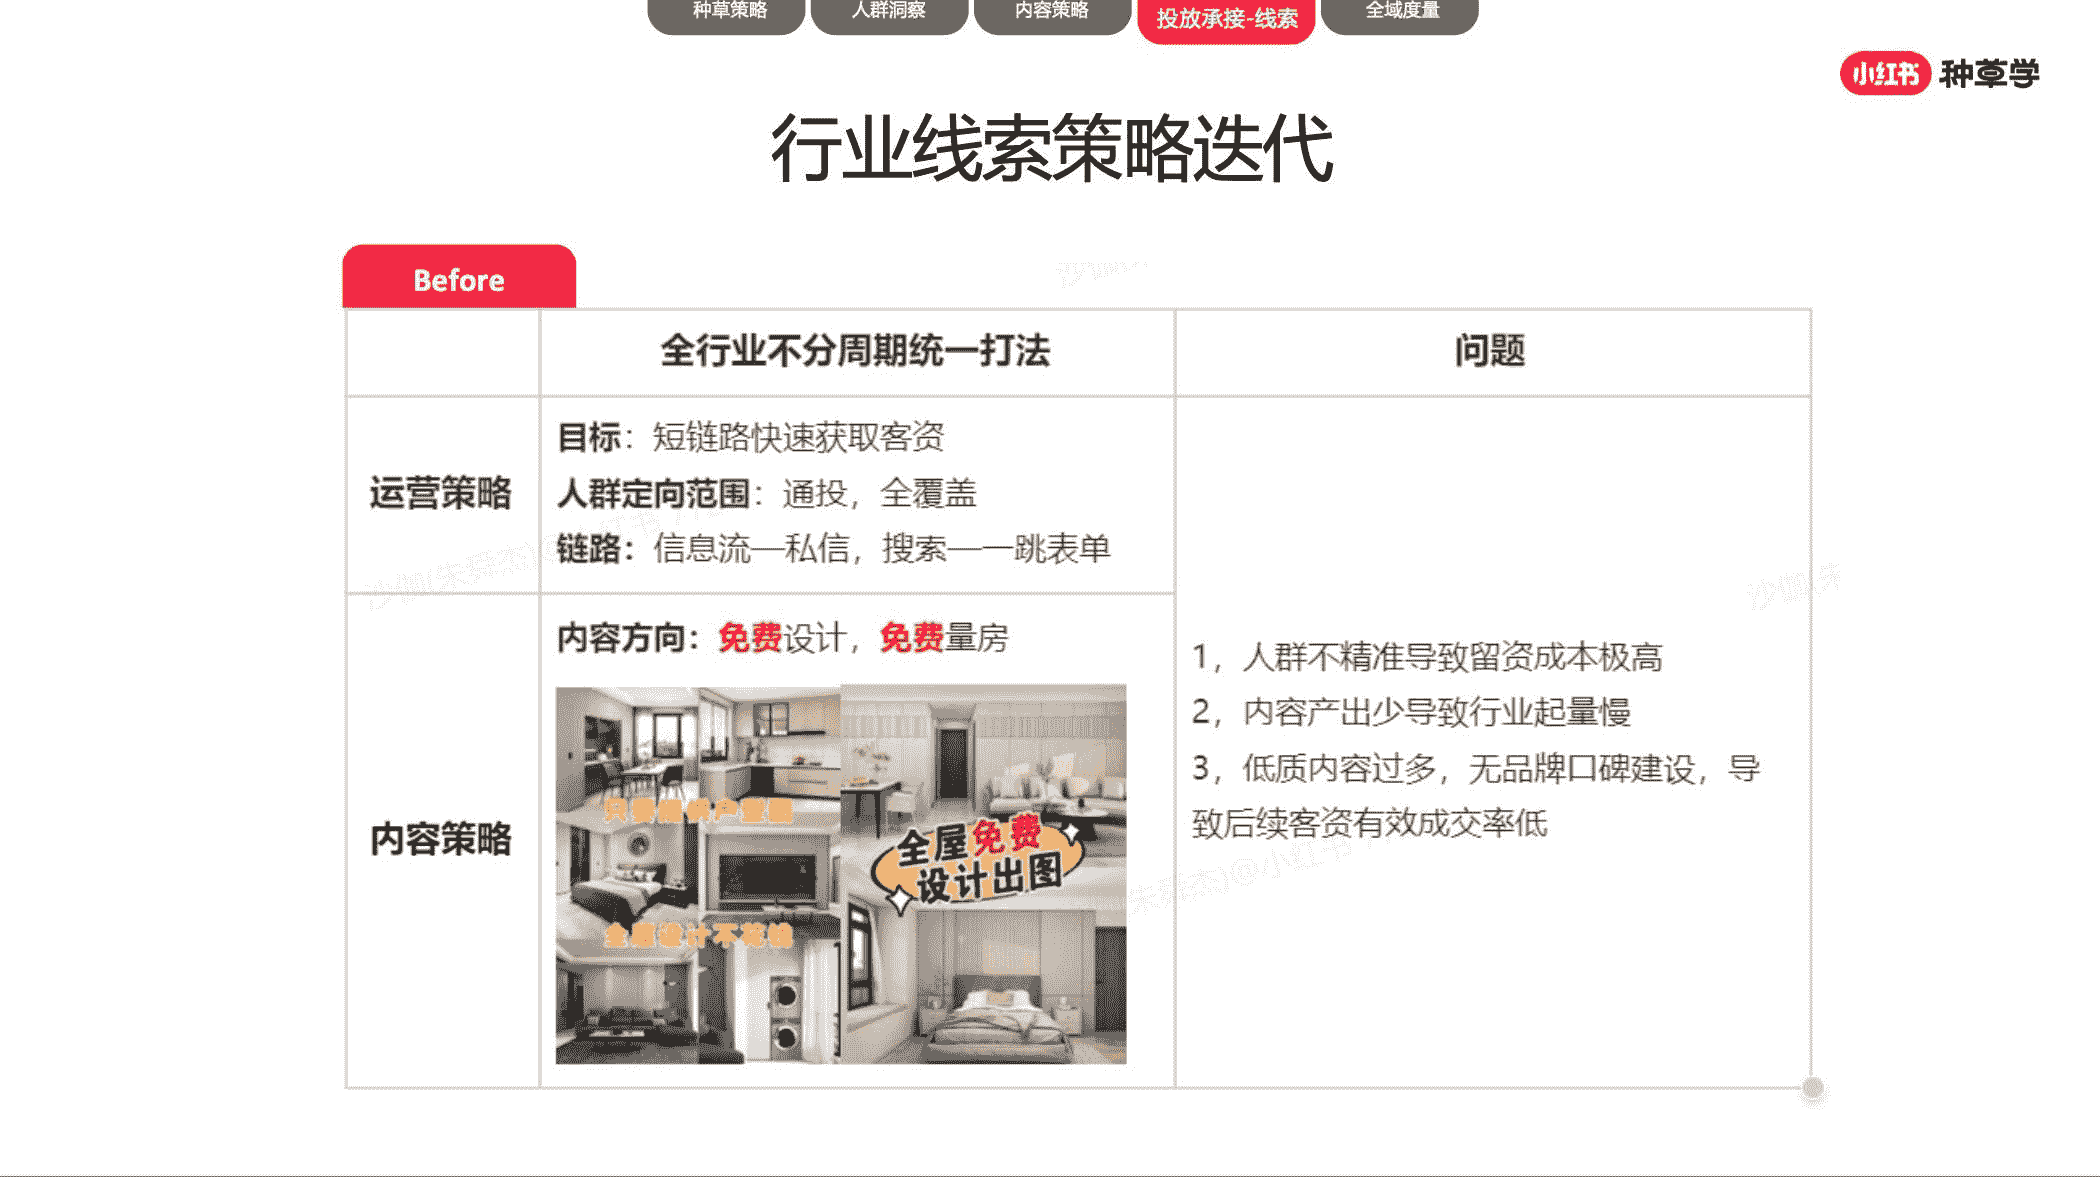 种草策略
人群洞察
内容策略
投放承接-线索
全域度量
小红书 种草学
行业线索策略迭代
Before
全行业不分周期统一打法
问题
运营策略
目标：短链路快速获取客资
人群定向范围：通投，全覆盖
链路：信息流—私信，搜索—一跳表单
内容策略
内容方向：免费设计，免费量房
全屋设计不花钱
全屋免费
设计出图
1，人群不精准导致留资成本极高
2，内容产出少导致行业起量慢
3，低质内容过多，无品牌口碑建设，导
致后续客资有效成交率低